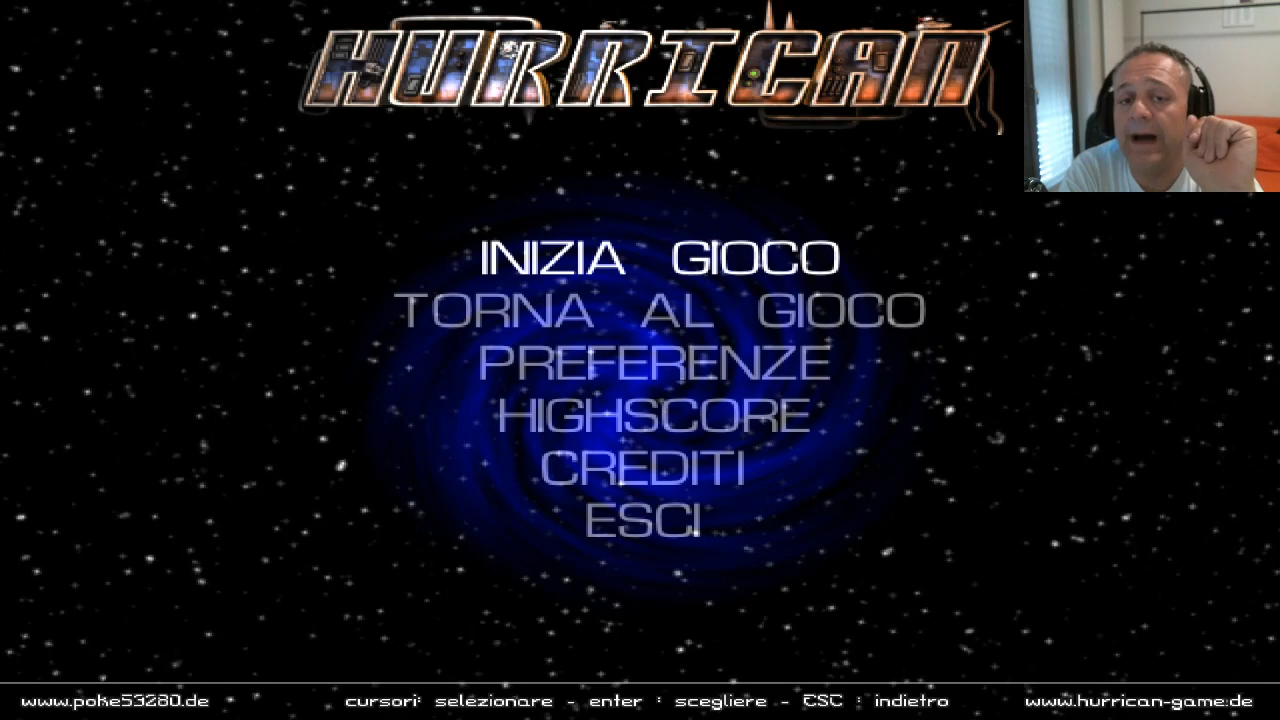 HURRICAN
INIZIA GIOCO
TORNA AL GIOCO
PREFERENZE
HIGHSCORE
CREDITI
ESCI
www.poke53280.de
cursori: selezionare - enter : scegliere - ESC : indietro
www.hurrican-game.de